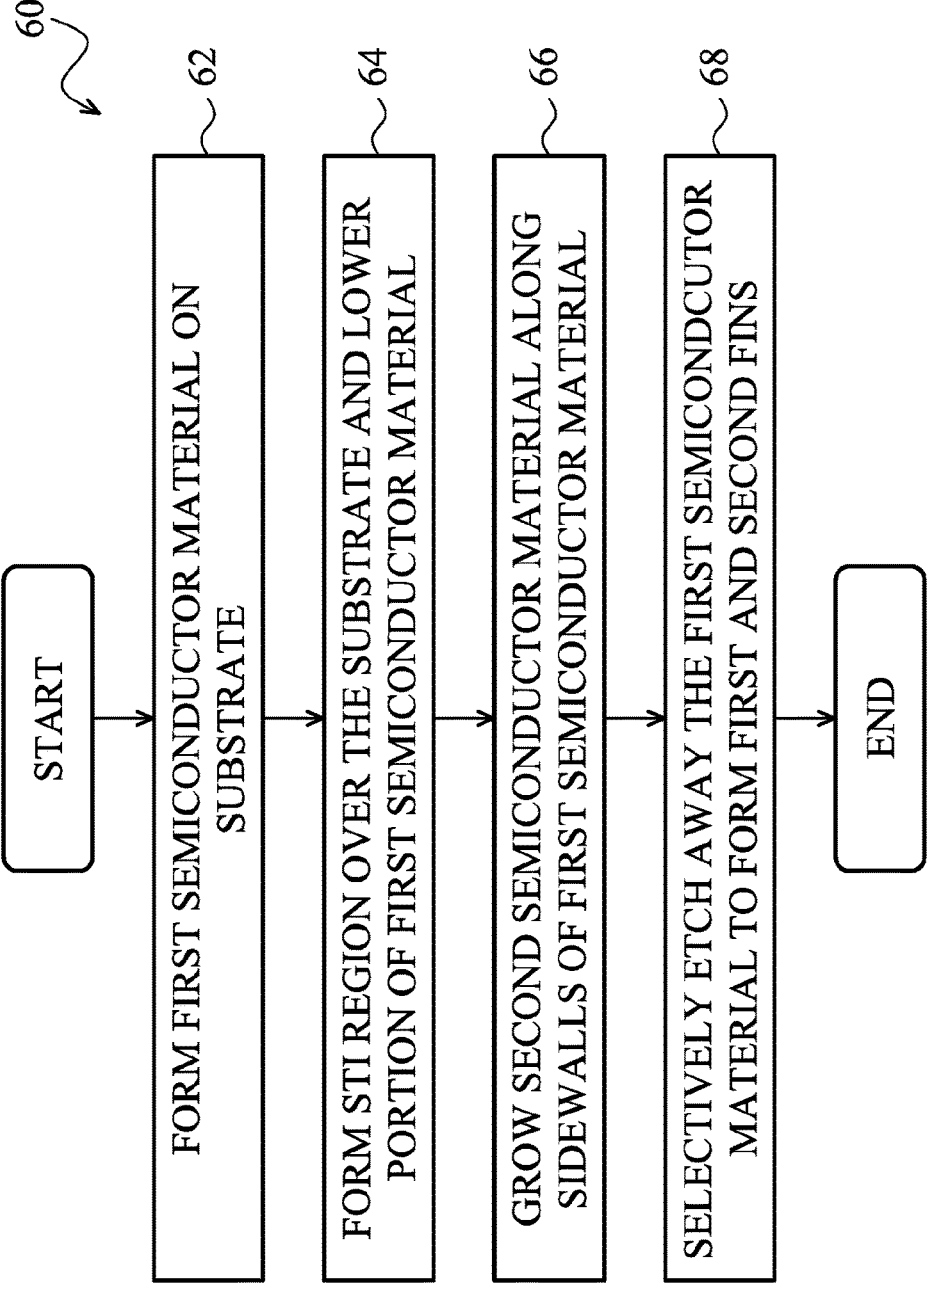 60
START
62
FORM FIRST SEMICONDUCTOR MATERIAL ON
SUBSTRATE
64
FORM STI REGION OVER THE SUBSTRATE AND LOWER
PORTION OF FIRST SEMICONDUCTOR MATERIAL
66
GROW SECOND SEMICONDUCTOR MATERIAL ALONG
SIDEWALLS OF FIRST SEMICONDUCTOR MATERIAL
68
SELECTIVELY ETCH AWAY THE FIRST SEMICONDCUTOR
MATERIAL TO FORM FIRST AND SECOND FINS
END